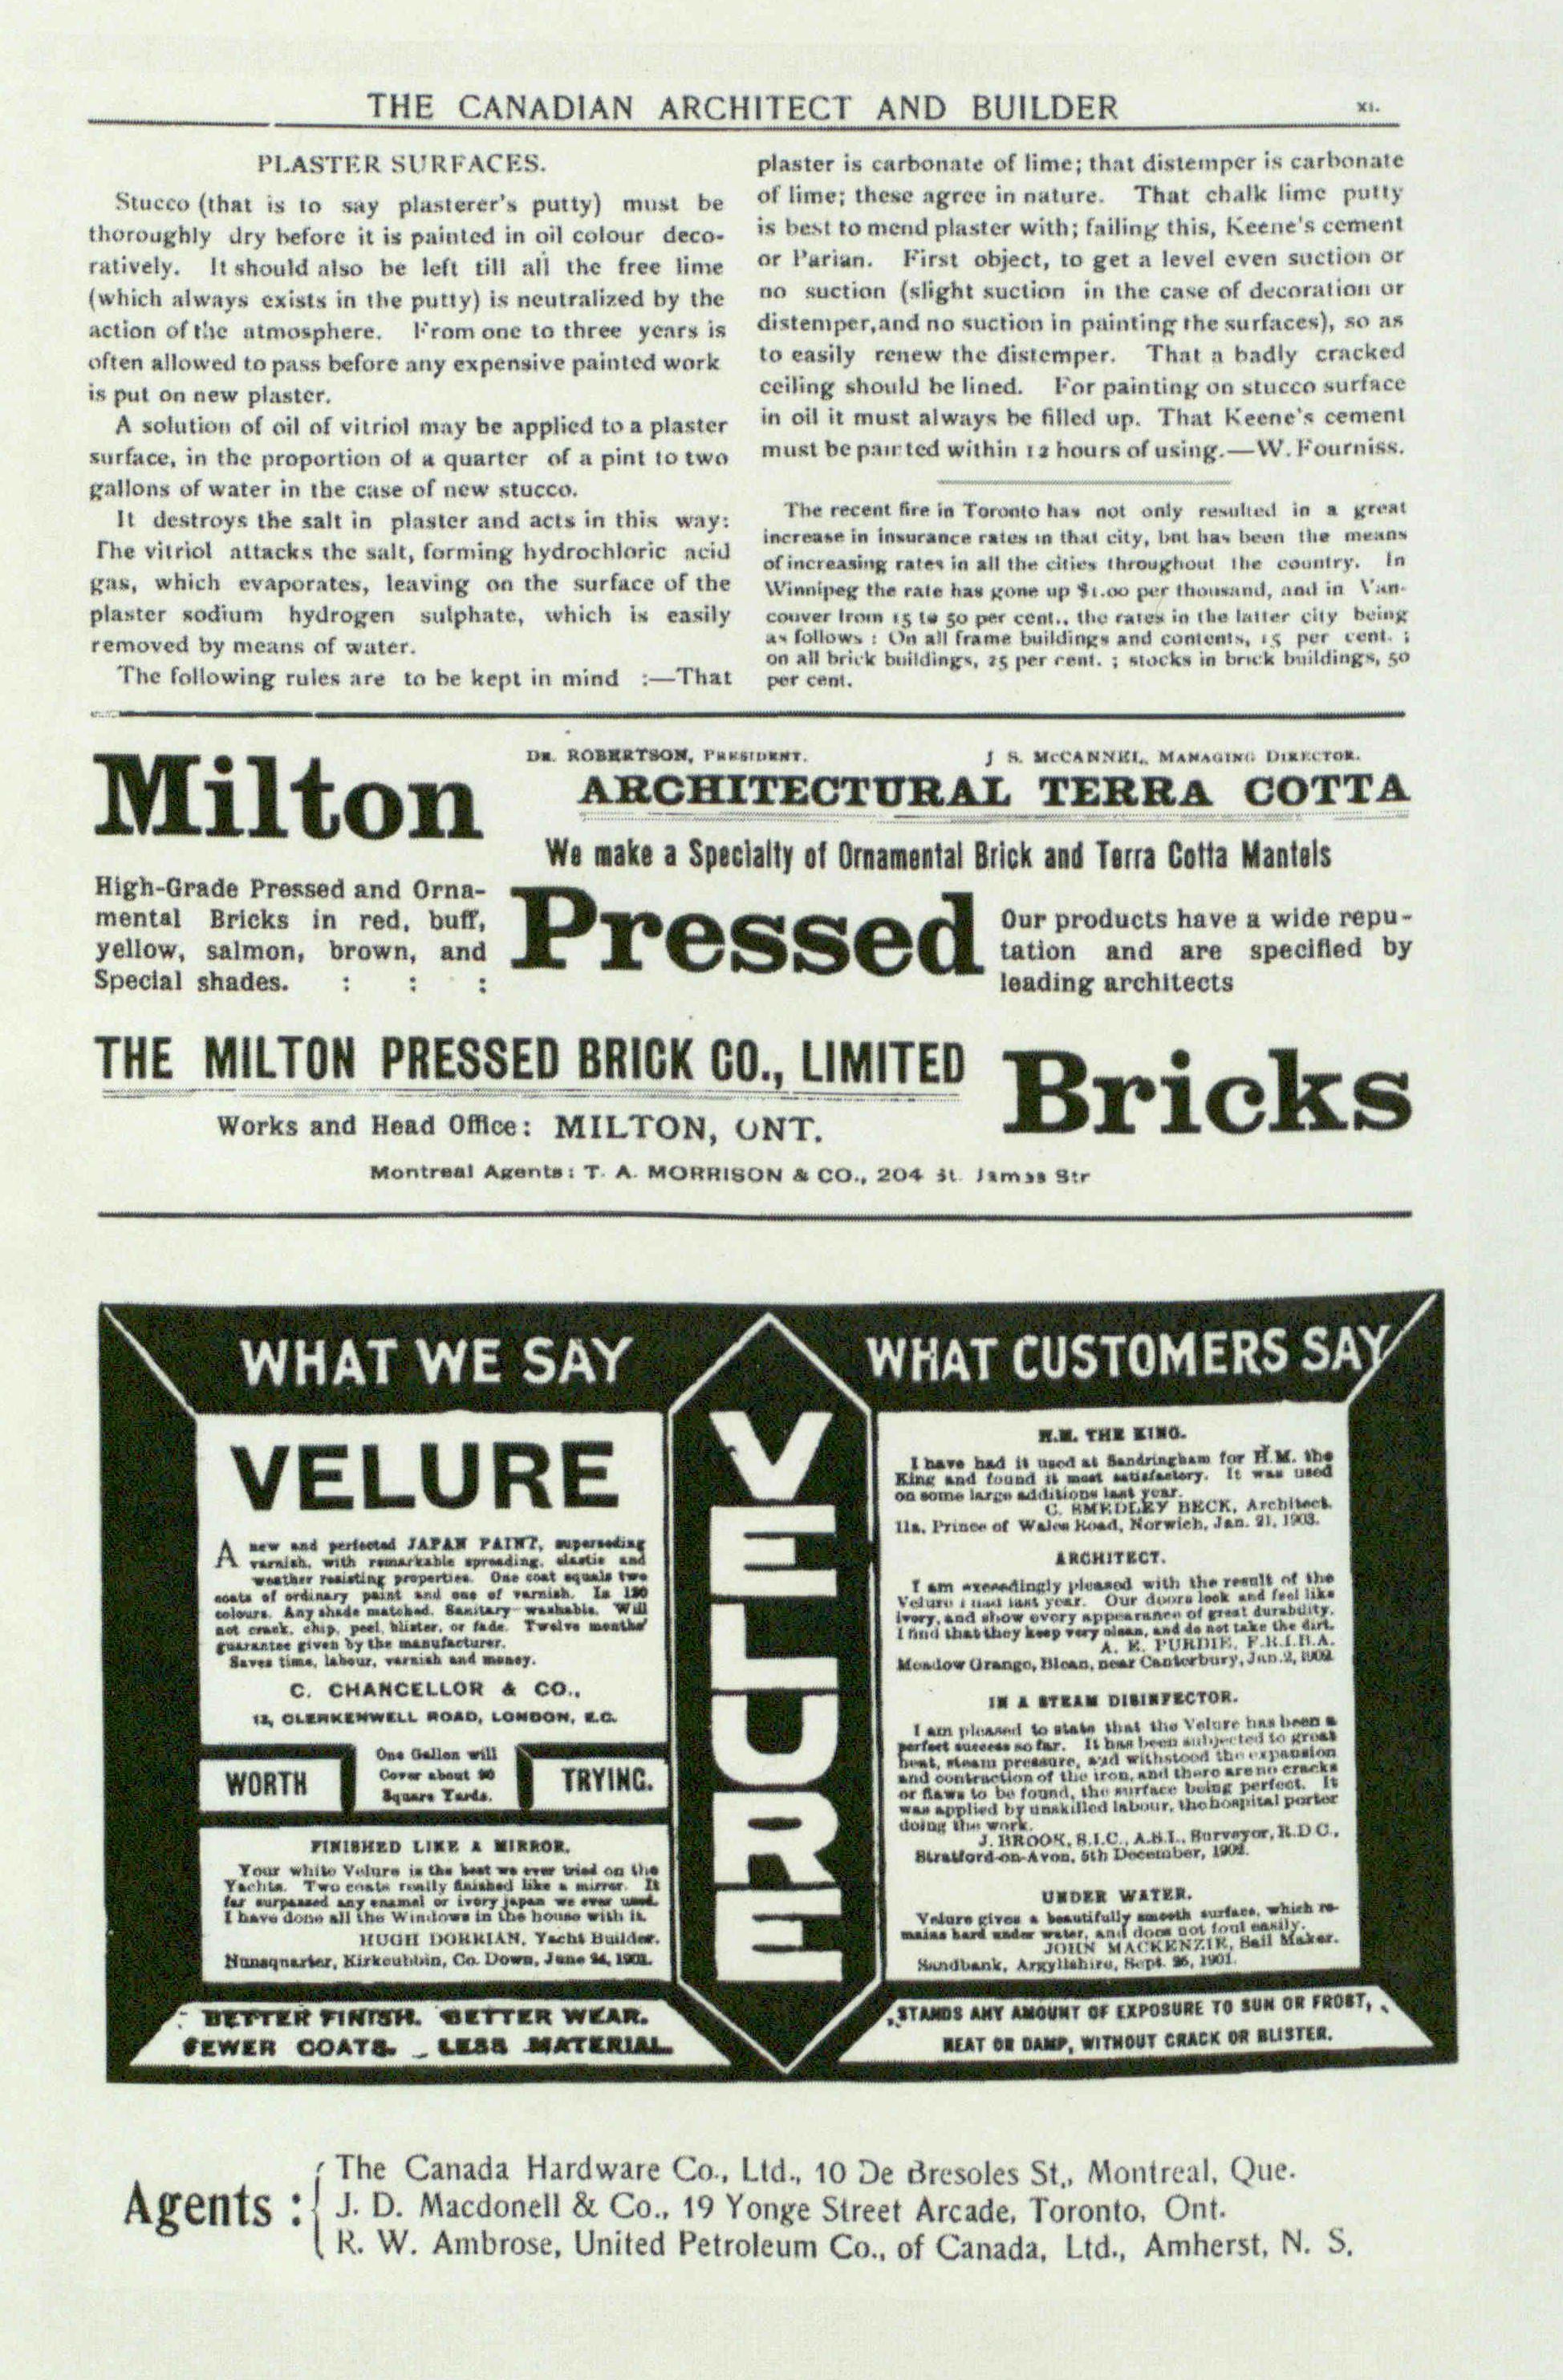 THE CANADIAN ARCHITECT AND BUILDER
xi.
PLASTER SURFACES.
Stucco (that is to say plasterer's putty) must be
thoroughly dry before it is painted in oil colour deco-
ratively. It should also be left till all the free lime
(which always exists in the putty) is neutralized by the
action of the atmosphere. From one to three years is
often allowed to pass before any expensive painted work
is put on new plaster.
A solution of oil of vitriol may be applied to a plaster
surface, in the proportion of a quarter of a pint to two
gallons of water in the case of new stucco.
It destroys the salt in plaster and acts in this way:
The vitriol attacks the salt, forming hydrochloric acid
gas, which evaporates, leaving on the surface of the
plaster sodium hydrogen sulphate, which is easily
removed by means of water.
The following rules are to be kept in mind :—That
plaster is carbonate of lime; that distemper is carbonate
of lime; these agree in nature. That chalk lime putty
is best to mend plaster with; failing this, Keene's cement
or Parian. First object, to get a level even suction or
no suction (slight suction in the case of decoration or
distemper, and no suction in painting the surfaces), so as
to easily renew the distemper. That a badly cracked
ceiling should be lined. For painting on stucco surface
in oil it must always be filled up. That Keene's cement
must be painted within 12 hours of using.—W. Fourniss.
The recent fire in Toronto has not only resulted in a great
increase in insurance rates in that city, bnt has been the means
of increasing rates in all the cities throughout the country. In
Winnipeg the rate has gone up $1.00 per thousand, and in Van-
couver from 15 to 50 per cent., the rates in the latter city being
as follows : On all frame buildings and contents, 15 per cent. ;
on all brick buildings, 25 per cent. ; stocks in brick buildings, 50
per cent.
Milton
DR. ROBERTSON, PRESIDENT.
J S. McCANNEL, MANAGING DIRECTOR.
ARCHITECTURAL TERRA COTTA
We make a Specialty of Ornamental Brick and Terra Cotta Mantels
High-Grade Pressed and Orna-
mental Bricks in red, buff,
yellow, salmon, brown, and
Special shades. : : :
Pressed
Our products have a wide repu-
tation and are specified by
leading architects
THE MILTON PRESSED BRICK CO., LIMITED
Bricks
Works and Head Office: MILTON, ONT.
Montreal Agents: T. A. MORRISON & CO., 204 St. James Str
WHAT WE SAY
VELURE
A new and perfected JAPAN PAINT, superseding
varnish, with remarkable spreading, elastic and
weather resisting properties. One coat equals two
coats of ordinary paint and one of varnish. In 120
colours. Any shade matched. Sanitary washable. Will
not crack, chip, peel, blister, or fade. Twelve months'
guarantee given by the manufacturer.
Saves time, labour, varnish and money.
C. CHANCELLOR & CO.,
13, CLERKENWELL ROAD, LONDON, E.C.
WORTH
One Gallon will
Cover about 90
Square Yards.
TRYING.
FINISHED LIKE A MIRROR.
Your white Velure is the best we ever tried on the
Yachts. Two coats really finished like a mirror. It
far surpassed any enamel or ivory japan we ever used.
I have done all the Windows in the house with it.
HUGH DORRIAN, Yacht Builder.
Kirkcubbin, Co. Down, June 24,
BETTER FINISH. BETTER WEAR.
FEWER COATS. LESS MATERIAL.
VELURE
WHAT CUSTOMERS SAY
H.M. THE KING.
I have had it used at Sandringham for H.M. the
King and found it most satisfactory. It was used
on some large additions last year.
C. SMEDLEY BECK, Architect.
11a, Prince of Wales Road, Norwich, Jan. 21, 1903.
ARCHITECT.
I am exceedingly pleased with the result of the
Velure I had last year. Our doors look and feel like
ivory, and show every appearance of great durability.
I find that they keep very clean, and do not take the dirt.
A. E. PURDIE, F.R.I.B.A.
Meadow Grange, Blean, near Canterbury, Jan. 2, 1902
IN A STEAM DISINFECTOR.
I am pleased to state that the Velure has been a
perfect success so far. It has been subjected to great
heat, steam pressure, and withstood the expansion
and contraction of the iron, and there are no cracks
or flaws to be found, the surface being perfect. It
was applied by unskilled labour, the hospital porter
doing the work.
J. BROOK, S.I.C., A.S.I., Surveyor, R.D C.,
Stratford-on-Avon, 5th December, 1902.
UNDER WATER.
Velure gives a beautifully smooth surface, which re-
mains hard under water, and does not foul easily.
JOHN MACKENZIE, Sail Maker.
Sandbank, Argyllshire, Sept. 26, 1901.
STANDS ANY AMOUNT OF EXPOSURE TO SUN OR FROST,
HEAT OR DAMP, WITHOUT CRACK OR BLISTER.
Agents :
The Canada Hardware Co., Ltd., 10 De Bresoles St., Montreal, Que.
J. D. Macdonell & Co., 19 Yonge Street Arcade, Toronto, Ont.
R. W. Ambrose, United Petroleum Co., of Canada, Ltd., Amherst, N. S.